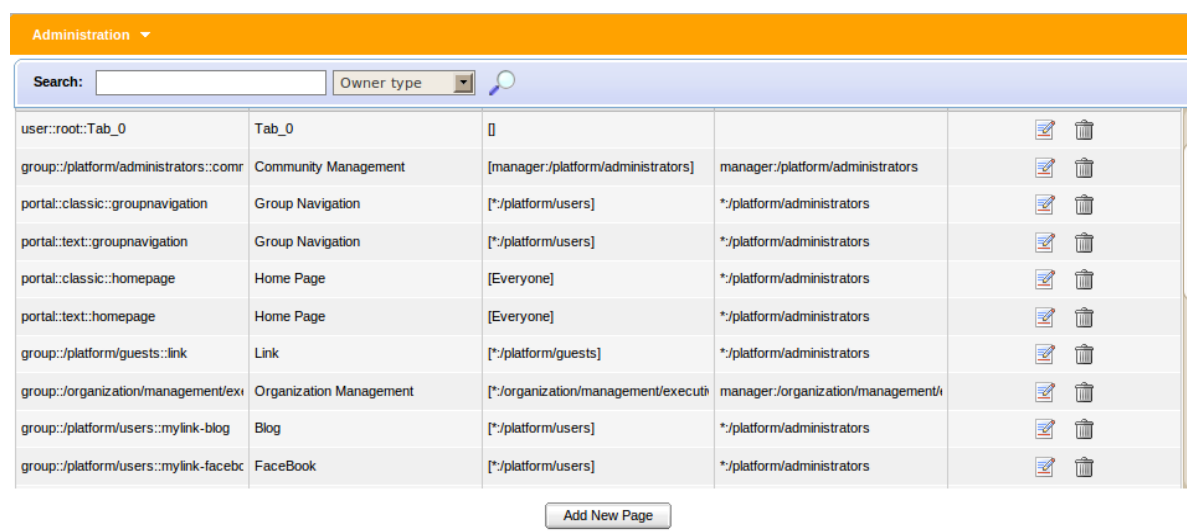 Administration
Search: Owner type
user::root::Tab_0 Tab_0 []
group::/platform/administrators::comm Community Management [manager:/platform/administrators] manager:/platform/administrators
portal::classic::groupnavigation Group Navigation [*:/platform/users] *:/platform/administrators
portal::text::groupnavigation Group Navigation [*:/platform/users] *:/platform/administrators
portal::classic::homepage Home Page [Everyone] *:/platform/administrators
portal::text::homepage Home Page [Everyone] *:/platform/administrators
group::/platform/guests::link Link [*:/platform/guests] *:/platform/administrators
group::/organization/management/exe Organization Management [*:/organization/management/executiv manager:/organization/management/e
group::/platform/users::mylink-blog Blog [*:/platform/users] *:/platform/administrators
group::/platform/users::mylink-facebo FaceBook [*:/platform/users] *:/platform/administrators
Add New Page